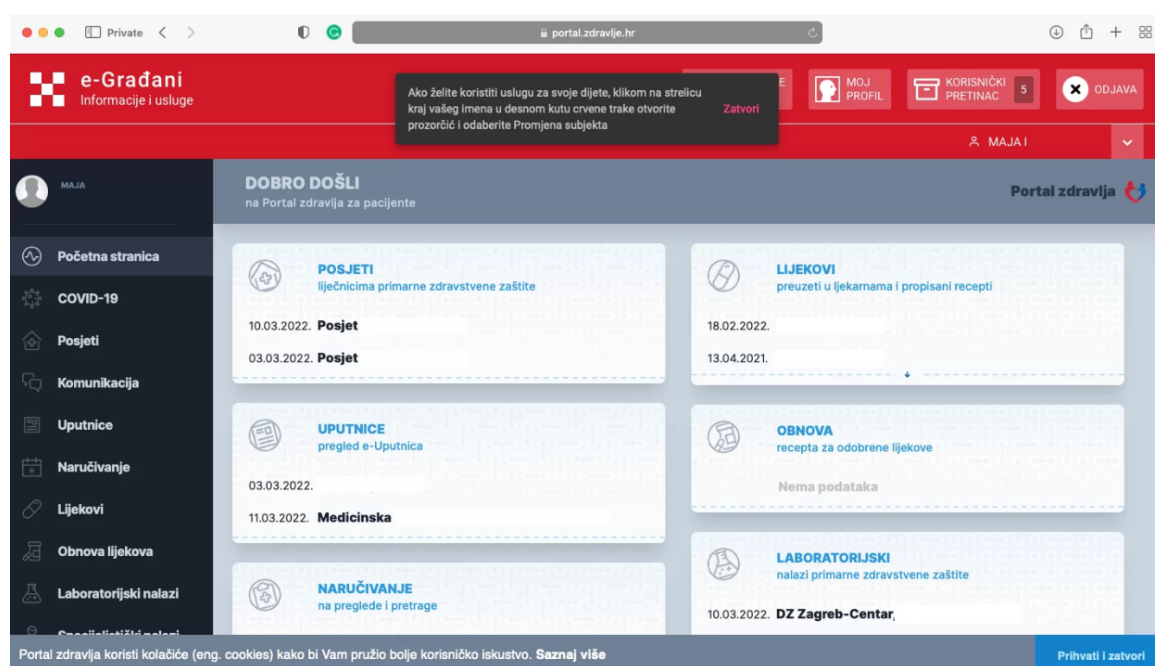 Private
portal.zdravlje.hr
e-Građani
Informacije i usluge
Ako želite koristiti uslugu za svoje dijete, klikom na strelicu
kraj vašeg imena u desnom kutu crvene trake otvorite
prozorčić i odaberite Promjena subjekta
Zatvori
MOJ
PROFIL
KORISNIČKI
PRETINAC
5
ODJAVA
MAJA I
MAJA
DOBRO DOŠLI
na Portal zdravlja za pacijente
Portal zdravlja
Početna stranica
COVID-19
Posjeti
Komunikacija
Uputnice
Naručivanje
Lijekovi
Obnova lijekova
Laboratorijski nalazi
POSJETI
liječnicima primarne zdravstvene zaštite
10.03.2022. Posjet
03.03.2022. Posjet
LIJEKOVI
preuzeti u ljekarnama i propisani recepti
18.02.2022.
13.04.2021.
UPUTNICE
pregled e-Uputnica
03.03.2022.
11.03.2022. Medicinska
OBNOVA
recepta za odobrene lijekove
Nema podataka
NARUČIVANJE
na preglede i pretrage
LABORATORIJSKI
nalazi primarne zdravstvene zaštite
10.03.2022. DZ Zagreb-Centar,
Portal zdravlja koristi kolačiće (eng. cookies) kako bi Vam pružio bolje korisničko iskustvo. Saznaj više
Prihvati i zatvori